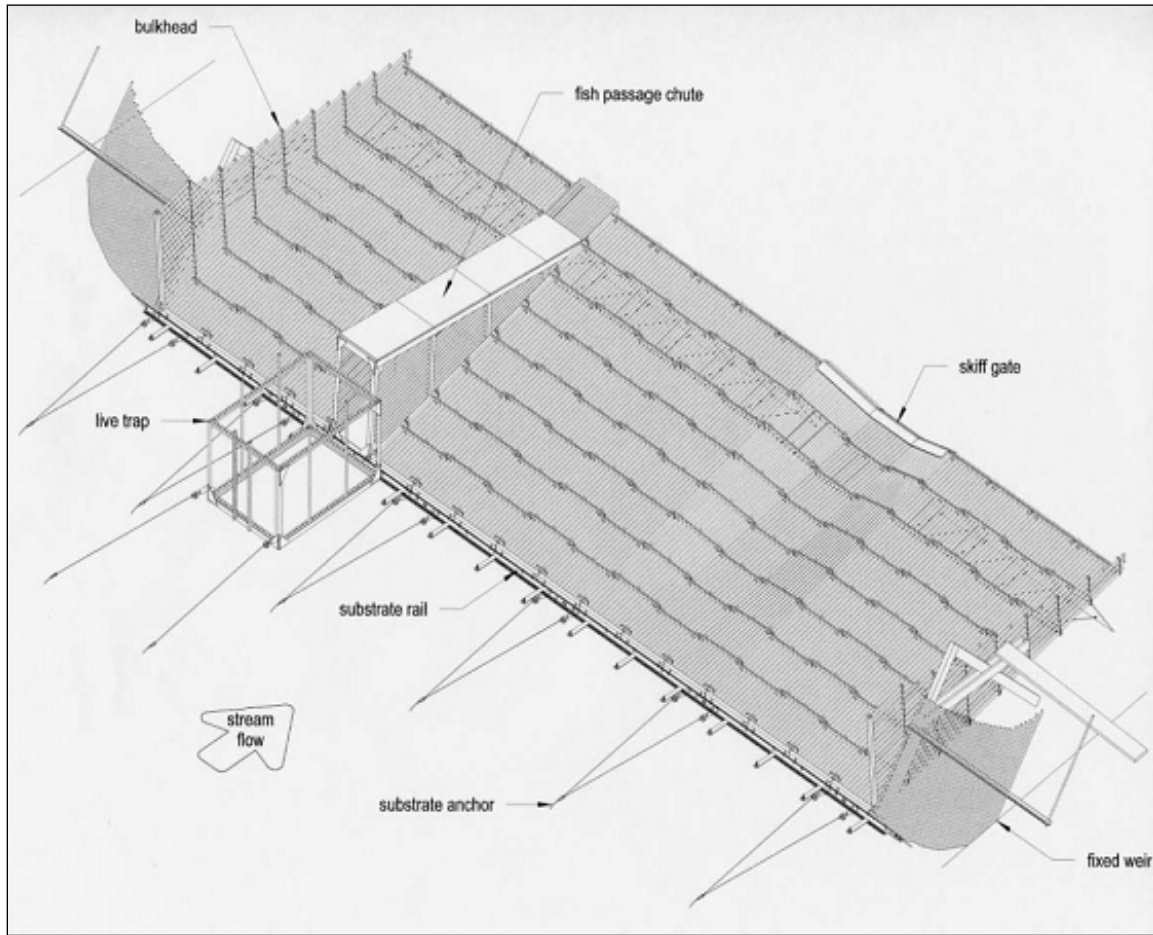 bulkhead
fish passage chute
skiff gate
live trap
substrate rail
stream
flow
substrate anchor
fixed weir